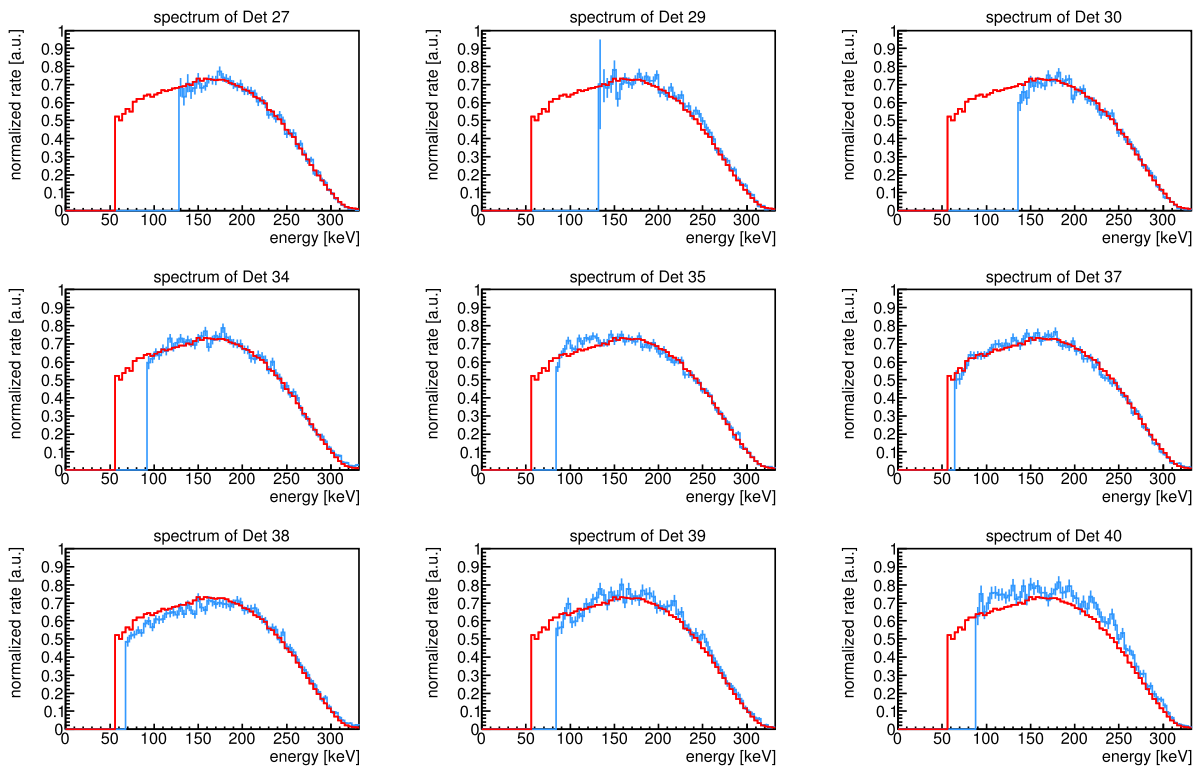 spectrum of Det 27
normalized rate [a.u.]
1
0.9
0.8
0.7
0.6
0.5
0.4
0.3
0.2
0.1
0
0 50 100 150 200 250 300
energy [keV]
spectrum of Det 29
normalized rate [a.u.]
1
0.9
0.8
0.7
0.6
0.5
0.4
0.3
0.2
0.1
0
0 50 100 150 200 250 300
energy [keV]
spectrum of Det 30
normalized rate [a.u.]
1
0.9
0.8
0.7
0.6
0.5
0.4
0.3
0.2
0.1
0
0 50 100 150 200 250 300
energy [keV]
spectrum of Det 34
normalized rate [a.u.]
1
0.9
0.8
0.7
0.6
0.5
0.4
0.3
0.2
0.1
0
0 50 100 150 200 250 300
energy [keV]
spectrum of Det 35
normalized rate [a.u.]
1
0.9
0.8
0.7
0.6
0.5
0.4
0.3
0.2
0.1
0
0 50 100 150 200 250 300
energy [keV]
spectrum of Det 37
normalized rate [a.u.]
1
0.9
0.8
0.7
0.6
0.5
0.4
0.3
0.2
0.1
0
0 50 100 150 200 250 300
energy [keV]
spectrum of Det 38
normalized rate [a.u.]
1
0.9
0.8
0.7
0.6
0.5
0.4
0.3
0.2
0.1
0
0 50 100 150 200 250 300
energy [keV]
spectrum of Det 39
normalized rate [a.u.]
1
0.9
0.8
0.7
0.6
0.5
0.4
0.3
0.2
0.1
0
0 50 100 150 200 250 300
energy [keV]
spectrum of Det 40
normalized rate [a.u.]
1
0.9
0.8
0.7
0.6
0.5
0.4
0.3
0.2
0.1
0
0 50 100 150 200 250 300
energy [keV]